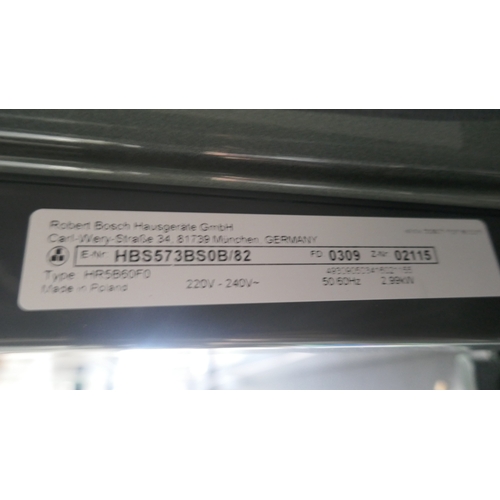 Robert Bosch Hausgeräte GmbH
Carl-Wery-Straße 34, 81739 München, GERMANY
E-Nr HBS573BS0B/82 FD 0309 Z-Nr 02115
Type: HR5B60F0
Made in Poland 220V - 240V~ 50/60Hz 2,99kW